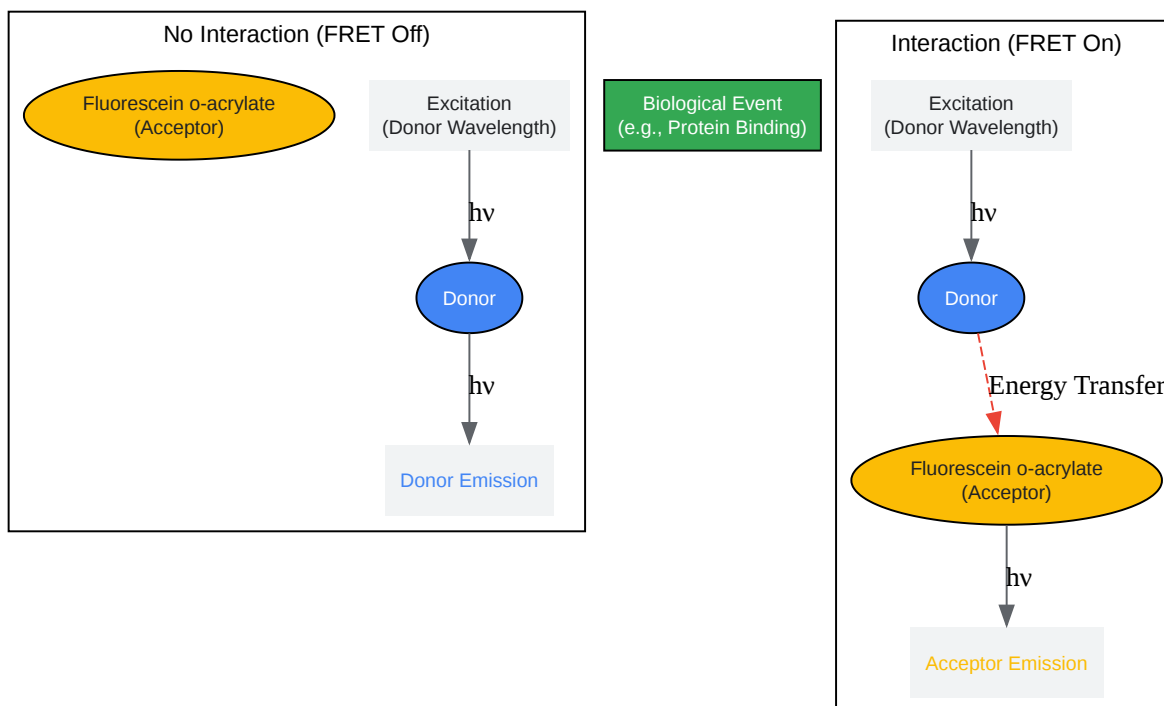 No Interaction (FRET Off)
Fluorescein o-acrylate
(Acceptor)
Excitation
(Donor Wavelength)
hν
Donor
hν
Donor Emission
Biological Event
(e.g., Protein Binding)
Interaction (FRET On)
Excitation
(Donor Wavelength)
hν
Donor
Energy Transfer
Fluorescein o-acrylate
(Acceptor)
hν
Acceptor Emission